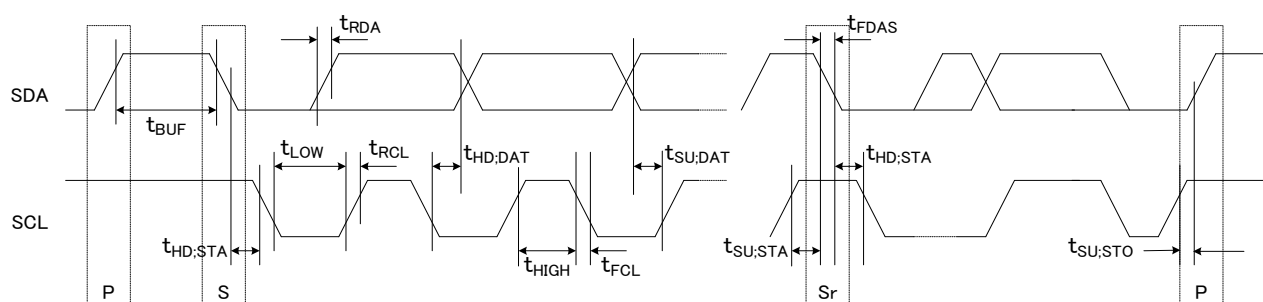 tRDA
tFDAS
SDA
tBUF
tLOW
tRCL
tHD;DAT
tSU;DAT
tHD;STA
SCL
tHD;STA
tHIGH
tFCL
tSU;STA
tSU;STO
P
S
Sr
P